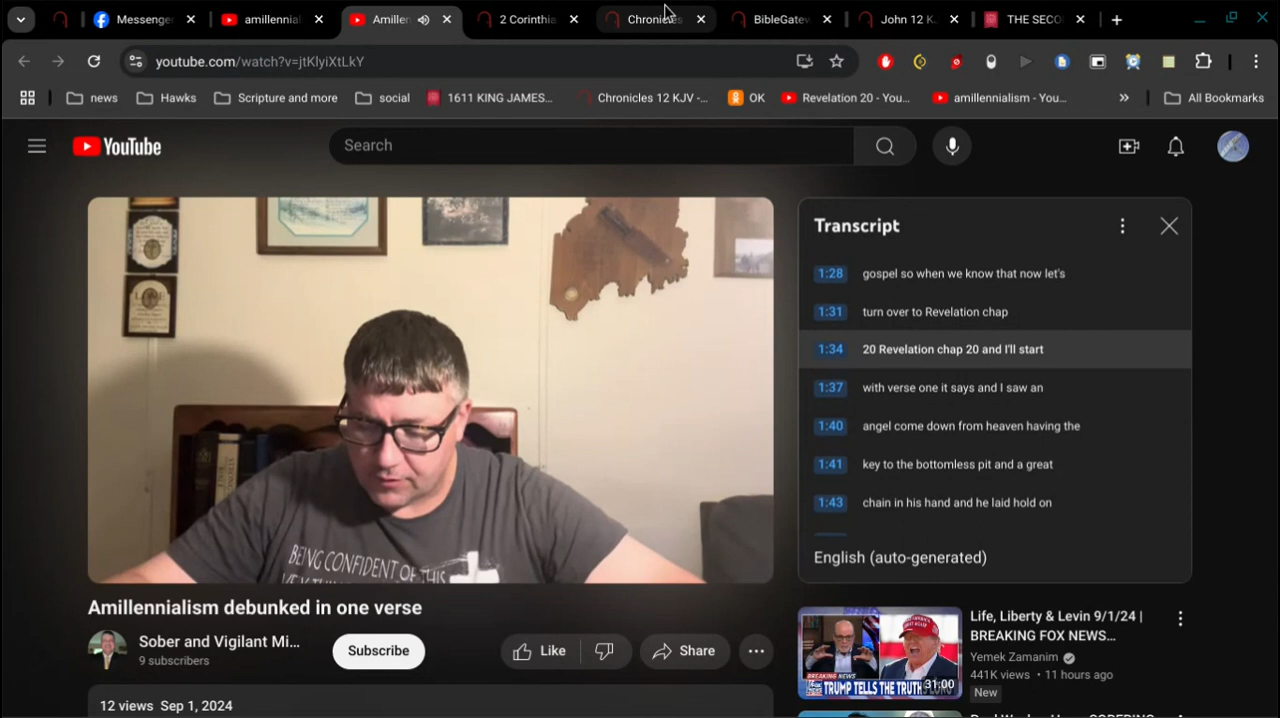 Messenger
amillennial
Amillen
2 Corinthia
Chronicles
BibleGatew
John 12 K
THE SECO
youtube.com/watch?v=jtKlyiXtLkY
news
Hawks
Scripture and more
social
1611 KING JAMES...
Chronicles 12 KJV -...
OK
Revelation 20 - You...
amillennialism - You...
»
All Bookmarks
YouTube
Search
Transcript
1:28 gospel so when we know that now let's
1:31 turn over to Revelation chap
1:34 20 Revelation chap 20 and I'll start
1:37 with verse one it says and I saw an
1:40 angel come down from heaven having the
1:41 key to the bottomless pit and a great
1:43 chain in his hand and he laid hold on
English (auto-generated)
STRONG
LOVE
BEING CONFIDENT OF THIS
Amillennialism debunked in one verse
Sober and Vigilant Mi...
9 subscribers
Subscribe
Like
Share
12 views Sep 1, 2024
BREAKING NEWS
TRUMP TELLS THE TRUTH
31:00
Life, Liberty & Levin 9/1/24 |
BREAKING FOX NEWS...
Yemek Zamanim
441K views • 11 hours ago
New